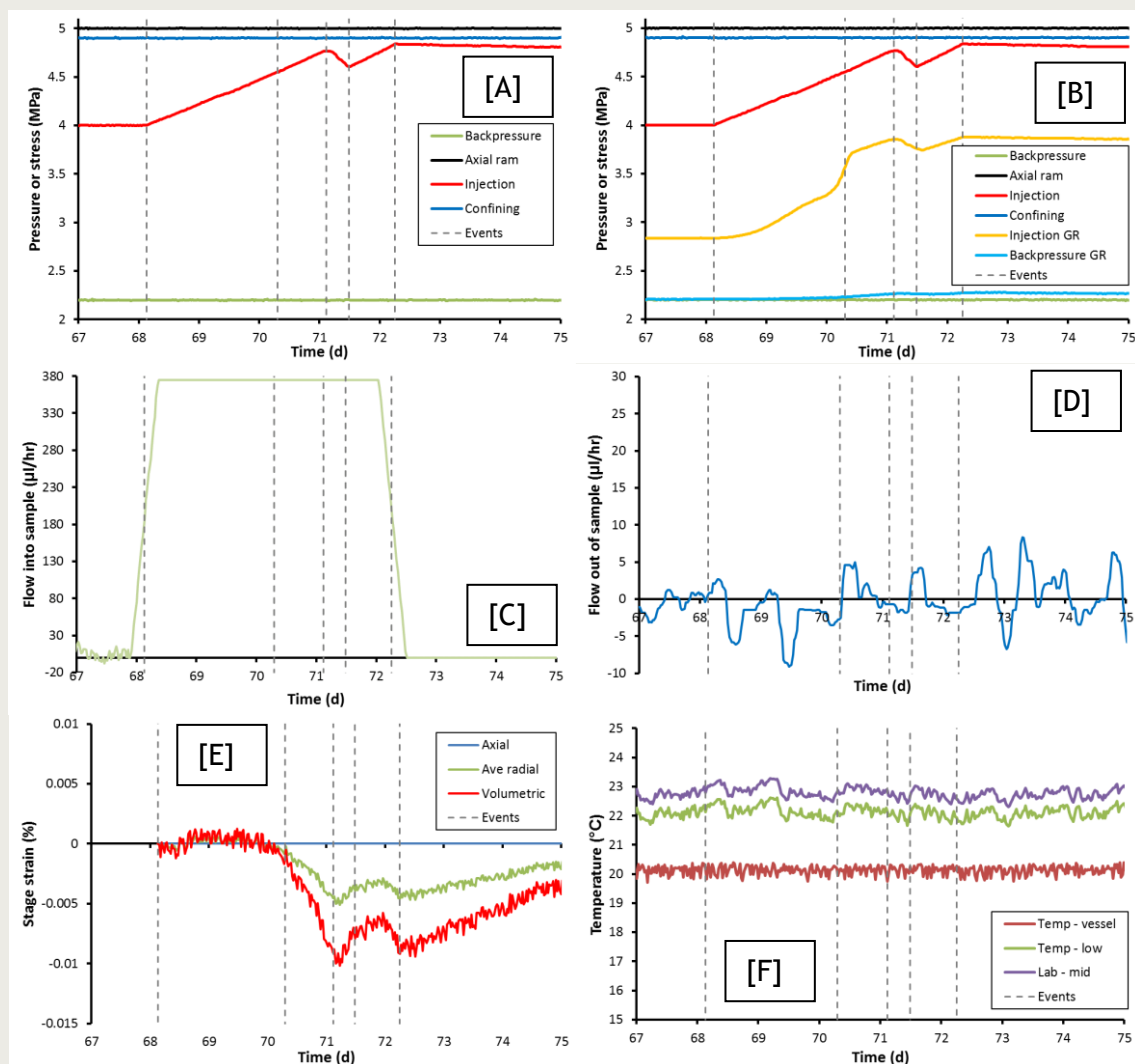 [A]
Pressure or stress (MPa)
5
4.5
4
3.5
3
2.5
2
Backpressure
Axial ram
Injection
Confining
Events
67 68 69 70 71 72 73 74 75
Time (d)
[B]
Pressure or stress (MPa)
5
4.5
4
3.5
3
2.5
2
Backpressure
Axial ram
Injection
Confining
Injection GR
Backpressure GR
Events
67 68 69 70 71 72 73 74 75
Time (d)
[C]
Flow into sample (µl/hr)
380
330
280
230
180
130
80
30
-20
67 68 69 70 71 72 73 74 75
Time (d)
[D]
Flow out of sample (µl/hr)
30
25
20
15
10
5
0
-5
-10
67 68 69 70 71 72 73 74 75
Time (d)
[E]
Stage strain (%)
0.01
0.005
0
-0.005
-0.01
-0.015
Axial
Ave radial
Volumetric
Events
67 68 69 70 71 72 73 74 75
Time (d)
[F]
Temperature (°C)
25
24
23
22
21
20
19
18
17
16
15
Temp - vessel
Temp - low
Lab - mid
Events
67 68 69 70 71 72 73 74 75
Time (d)